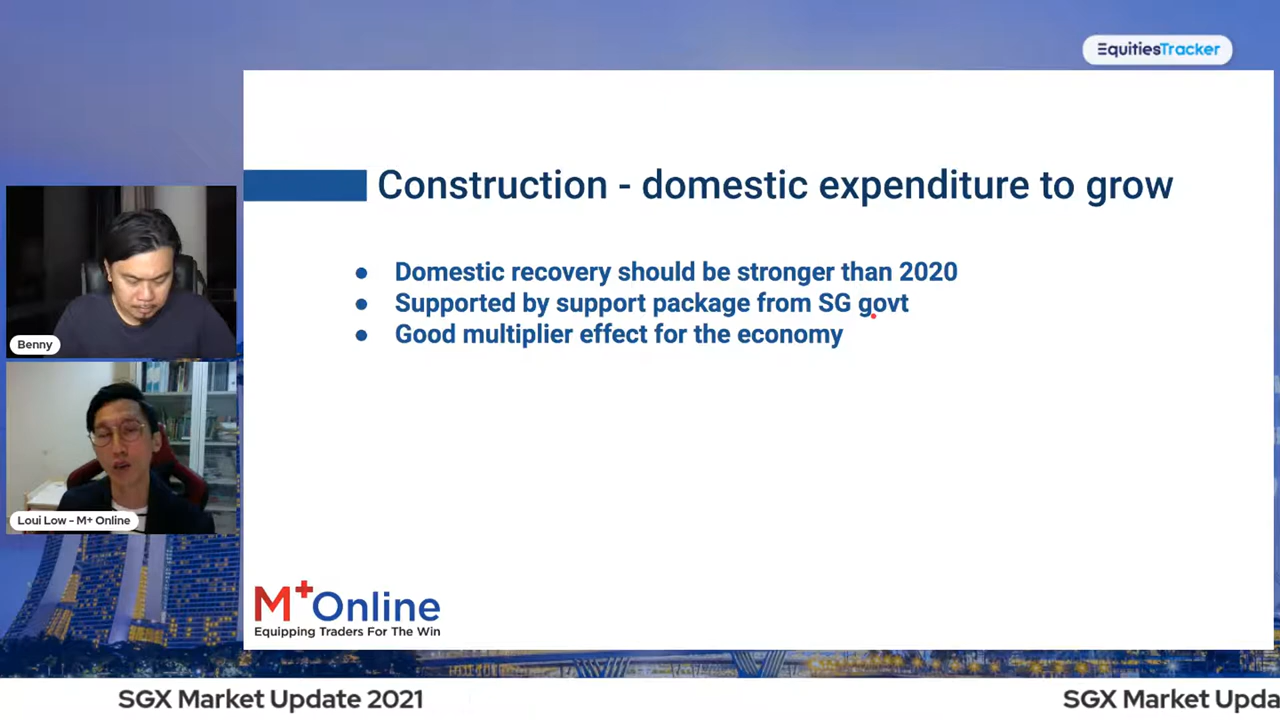 EquitiesTracker
Construction - domestic expenditure to grow
● Domestic recovery should be stronger than 2020
● Supported by support package from SG govt
● Good multiplier effect for the economy
Benny
Loui Low - M+ Online
M+Online
Equipping Traders For The Win
SGX Market Update 2021
SGX Market Upda